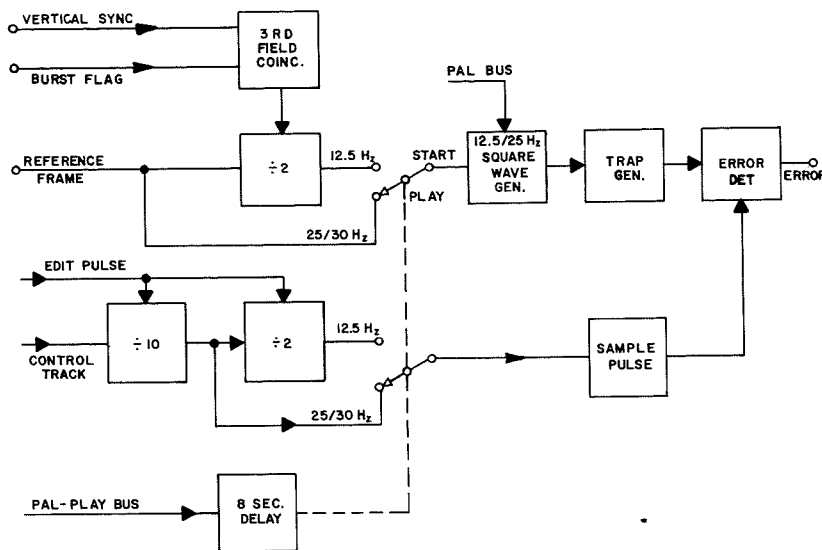 VERTICAL SYNC
BURST FLAG
3 RD
FIELD
COINC.
REFERENCE
FRAME
÷2
12.5 Hz
25/30 Hz
START
PLAY
PAL BUS
12.5/25 Hz
SQUARE
WAVE
GEN.
TRAP
GEN.
ERROR
DET
ERROR
EDIT PULSE
CONTROL
TRACK
÷10
÷2
12.5 Hz
25/30 Hz
SAMPLE
PULSE
PAL-PLAY BUS
8 SEC.
DELAY